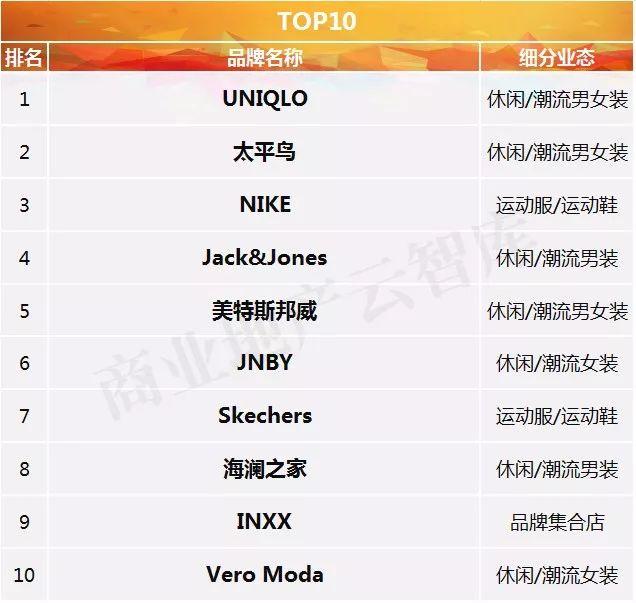 TOP10
排名 品牌名称 细分业态
1 UNIQLO 休闲/潮流男女装
2 太平鸟 休闲/潮流男女装
3 NIKE 运动服/运动鞋
4 Jack&Jones 休闲/潮流男装
5 美特斯邦威 休闲/潮流男女装
6 JNBY 休闲/潮流女装
7 Skechers 运动服/运动鞋
8 海澜之家 休闲/潮流男装
9 INXX 品牌集合店
10 Vero Moda 休闲/潮流女装
商业地产云智库